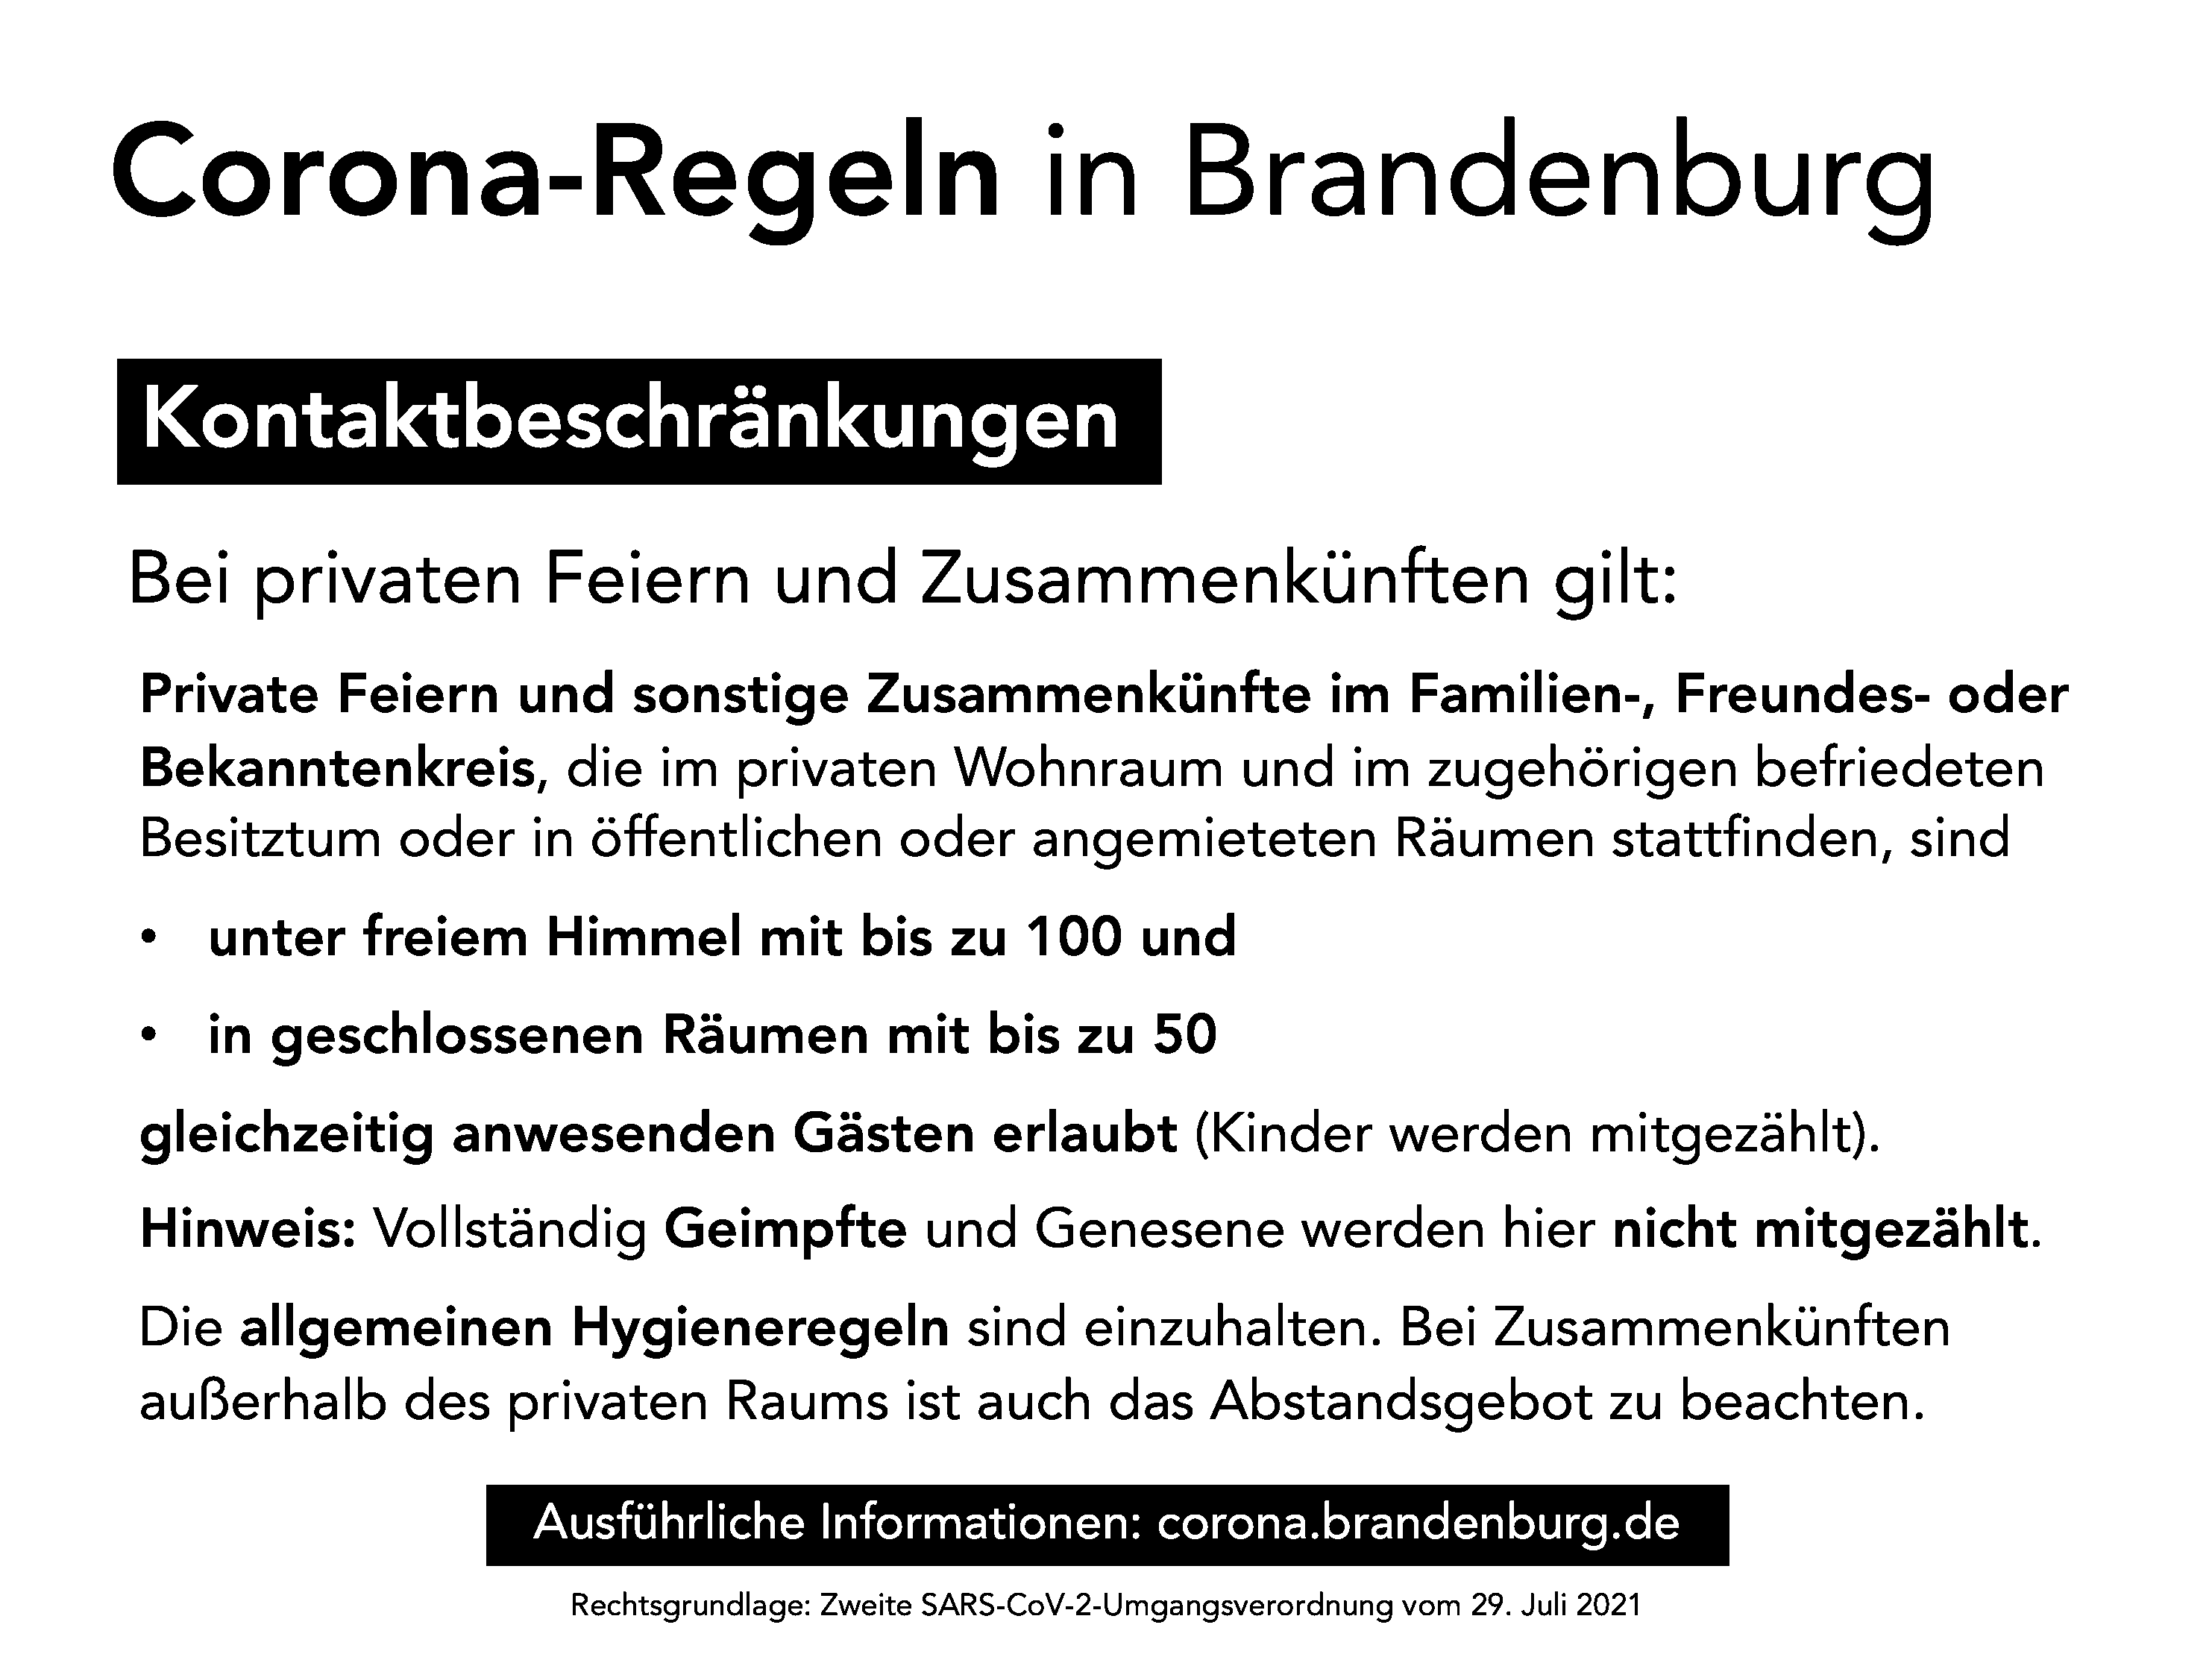 Corona-Regeln in Brandenburg
Kontaktbeschränkungen
Bei privaten Feiern und Zusammenkünften gilt:
Private Feiern und sonstige Zusammenkünfte im Familien-, Freundes- oder
Bekanntenkreis, die im privaten Wohnraum und im zugehörigen befriedeten
Besitztum oder in öffentlichen oder angemieteten Räumen stattfinden, sind
• unter freiem Himmel mit bis zu 100 und
• in geschlossenen Räumen mit bis zu 50
gleichzeitig anwesenden Gästen erlaubt (Kinder werden mitgezählt).
Hinweis: Vollständig Geimpfte und Genesene werden hier nicht mitgezählt.
Die allgemeinen Hygieneregeln sind einzuhalten. Bei Zusammenkünften
außerhalb des privaten Raums ist auch das Abstandsgebot zu beachten.
Ausführliche Informationen: corona.brandenburg.de
Rechtsgrundlage: Zweite SARS-CoV-2-Umgangsverordnung vom 29. Juli 2021